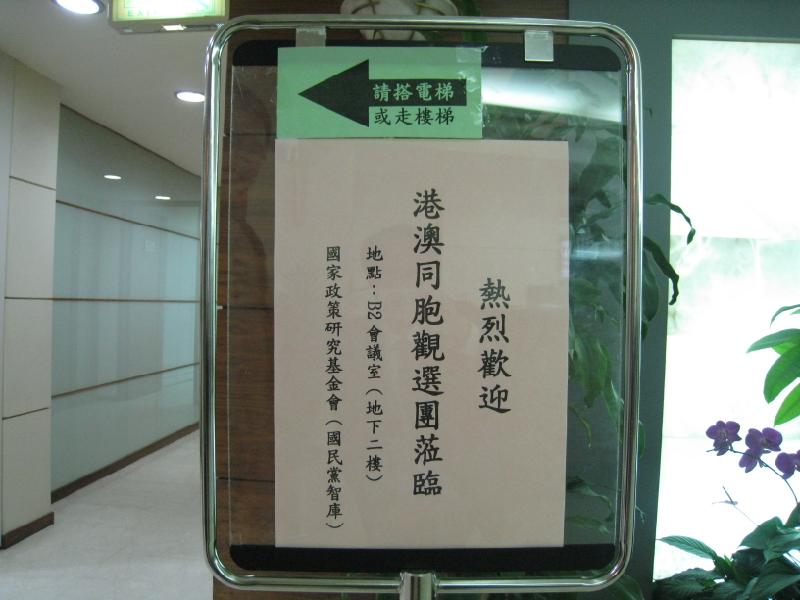 請搭電梯
或走樓梯
熱烈歡迎
港澳同胞觀選團蒞臨
地點：B2會議室（地下二樓）
國家政策研究基金會（國民黨智庫）